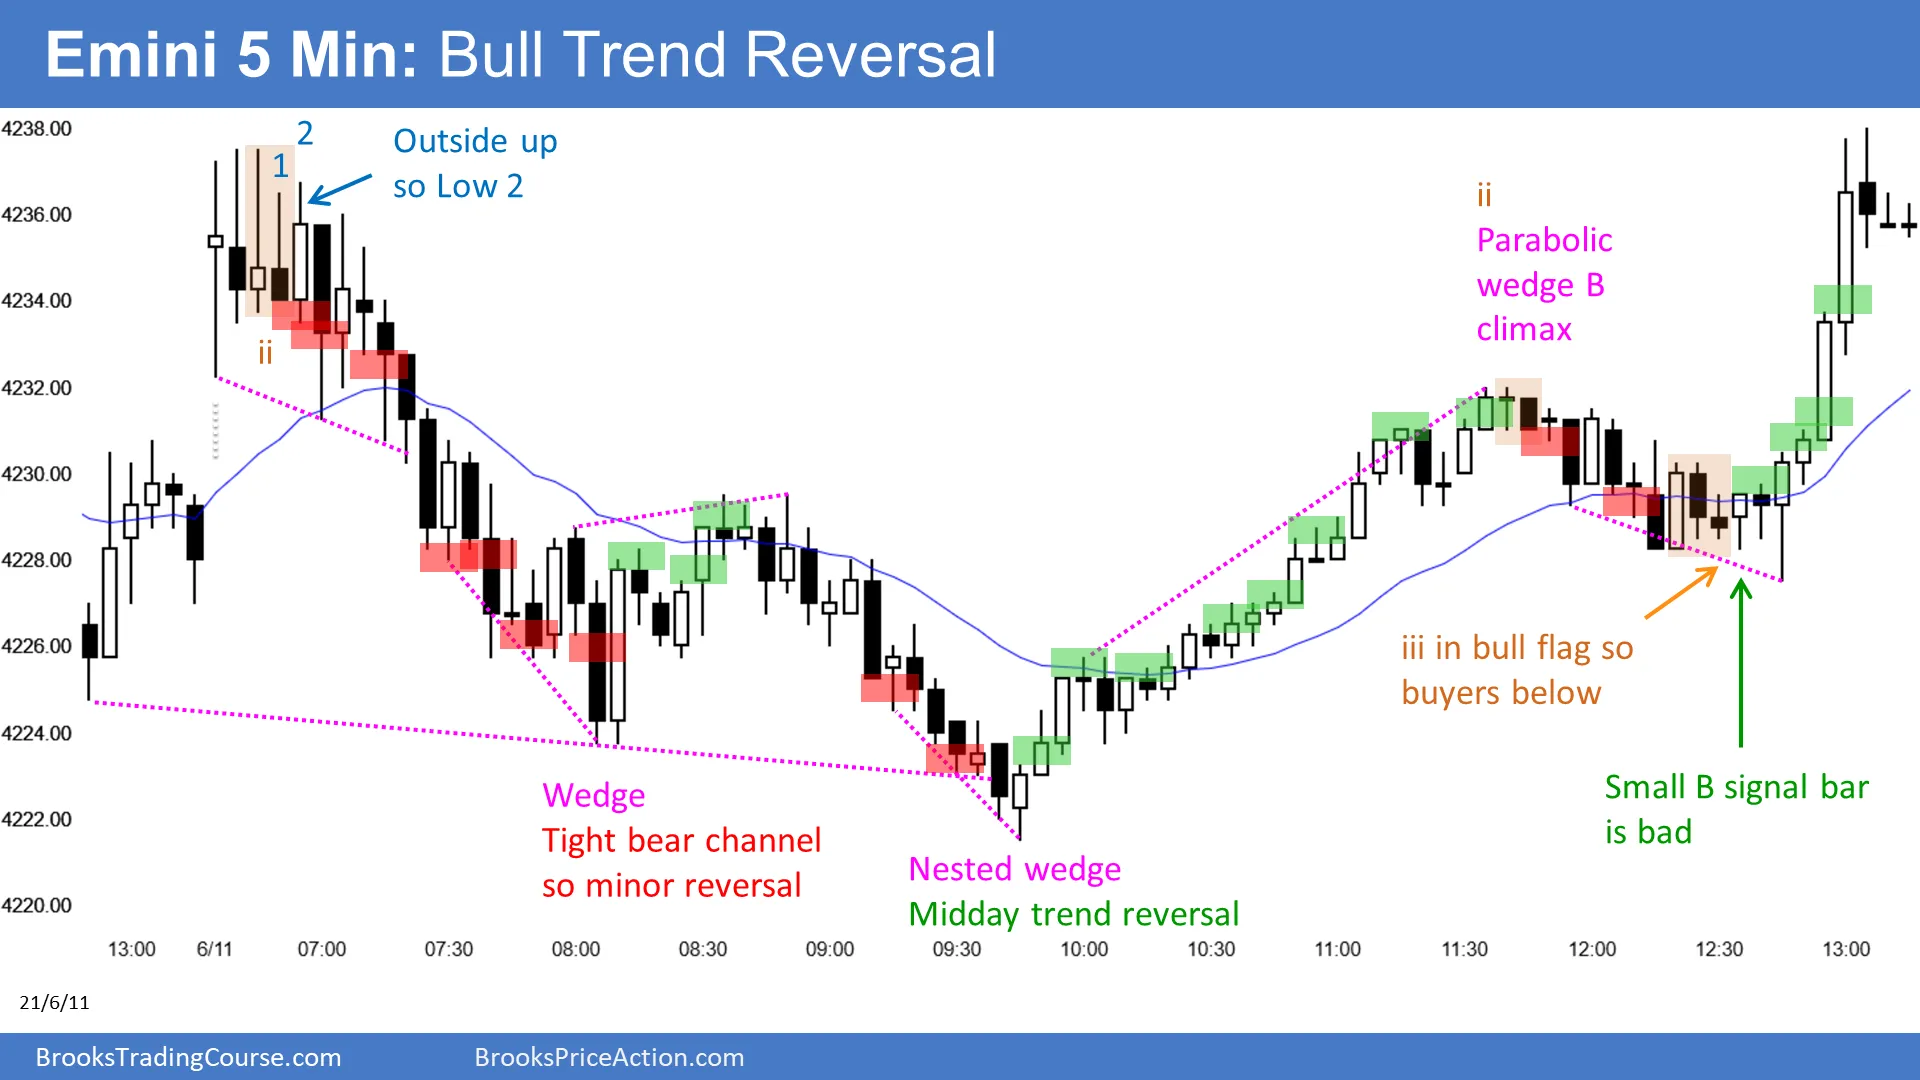 Emini 5 Min: Bull Trend Reversal
4238.00
4236.00
4234.00
4232.00
4230.00
4228.00
4226.00
4224.00
4222.00
4220.00
2
1
Outside up
so Low 2
ii
ii
Parabolic
wedge B
climax
Wedge
Tight bear channel
so minor reversal
Nested wedge
Midday trend reversal
iii in bull flag so
buyers below
Small B signal bar
is bad
13:00 6/11 07:00 07:30 08:00 08:30 09:00 09:30 10:00 10:30 11:00 11:30 12:00 12:30 13:00
21/6/11
BrooksTradingCourse.com
BrooksPriceAction.com